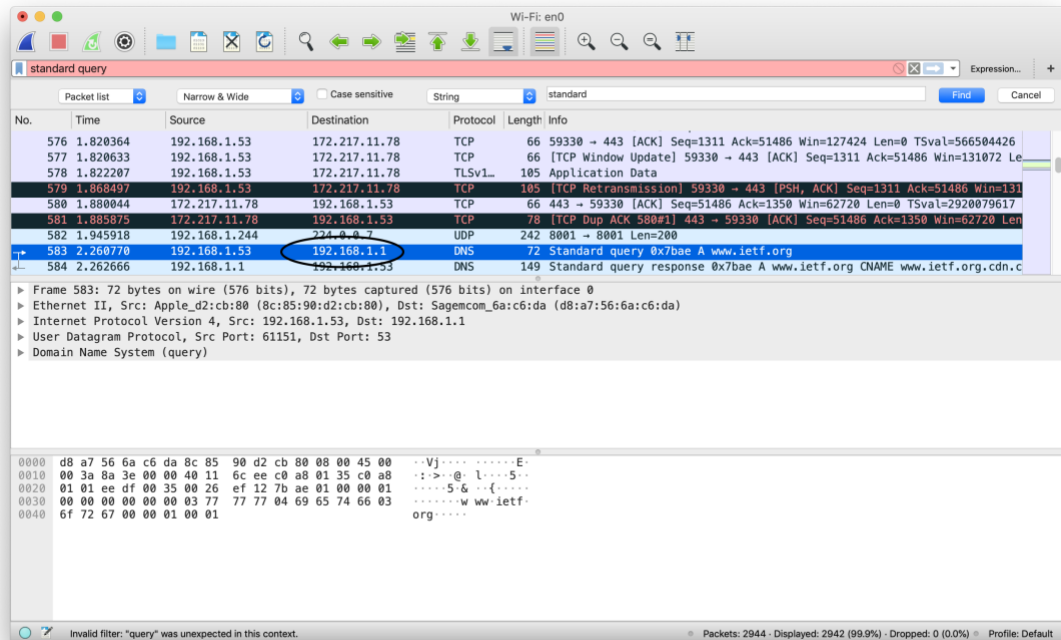 Wi-Fi: en0
standard query Expression... +
Packet list Narrow & Wide Case sensitive String standard Find Cancel
No. Time Source Destination Protocol Length Info
576 1.820364 192.168.1.53 172.217.11.78 TCP 66 59330 → 443 [ACK] Seq=1311 Ack=51486 Win=127424 Len=0 TSval=566504426
577 1.820633 192.168.1.53 172.217.11.78 TCP 66 [TCP Window Update] 59330 → 443 [ACK] Seq=1311 Ack=51486 Win=131072 Le
578 1.822207 192.168.1.53 172.217.11.78 TLSv1… 105 Application Data
579 1.868497 192.168.1.53 172.217.11.78 TCP 105 [TCP Retransmission] 59330 → 443 [PSH, ACK] Seq=1311 Ack=51486 Win=131
580 1.880044 172.217.11.78 192.168.1.53 TCP 66 443 → 59330 [ACK] Seq=51486 Ack=1350 Win=62720 Len=0 TSval=2920079617
581 1.885875 172.217.11.78 192.168.1.53 TCP 78 [TCP Dup ACK 580#1] 443 → 59330 [ACK] Seq=51486 Ack=1350 Win=62720 Len
582 1.945918 192.168.1.244 224.0.0.7 UDP 242 8001 → 8001 Len=200
583 2.260770 192.168.1.53 192.168.1.1 DNS 72 Standard query 0x7bae A www.ietf.org
584 2.262666 192.168.1.1 192.168.1.53 DNS 149 Standard query response 0x7bae A www.ietf.org CNAME www.ietf.org.cdn.c
Frame 583: 72 bytes on wire (576 bits), 72 bytes captured (576 bits) on interface 0
Ethernet II, Src: Apple_d2:cb:80 (8c:85:90:d2:cb:80), Dst: Sagemcom_6a:c6:da (d8:a7:56:6a:c6:da)
Internet Protocol Version 4, Src: 192.168.1.53, Dst: 192.168.1.1
User Datagram Protocol, Src Port: 61151, Dst Port: 53
Domain Name System (query)
0000 d8 a7 56 6a c6 da 8c 85 90 d2 cb 80 08 00 45 00 ··Vj···· ······E·
0010 00 3a 8a 3e 00 00 40 11 6c ee c0 a8 01 35 c0 a8 ·:·>··@· l····5··
0020 01 01 ee df 00 35 00 26 ef 12 7b ae 01 00 00 01 ·····5·& ··{·····
0030 00 00 00 00 00 00 03 77 77 77 04 69 65 74 66 03 ·······w ww·ietf·
0040 6f 72 67 00 00 01 00 01 org·····
Invalid filter: "query" was unexpected in this context. Packets: 2944 · Displayed: 2942 (99.9%) · Dropped: 0 (0.0%) Profile: Default